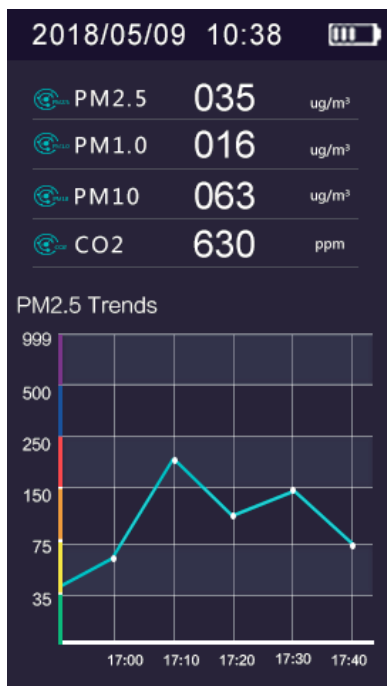 2018/05/09 10:38
PM2.5 035 ug/m³
PM1.0 016 ug/m³
PM10 063 ug/m³
CO2 630 ppm
PM2.5 Trends
999
500
250
150
75
35
17:00 17:10 17:20 17:30 17:40